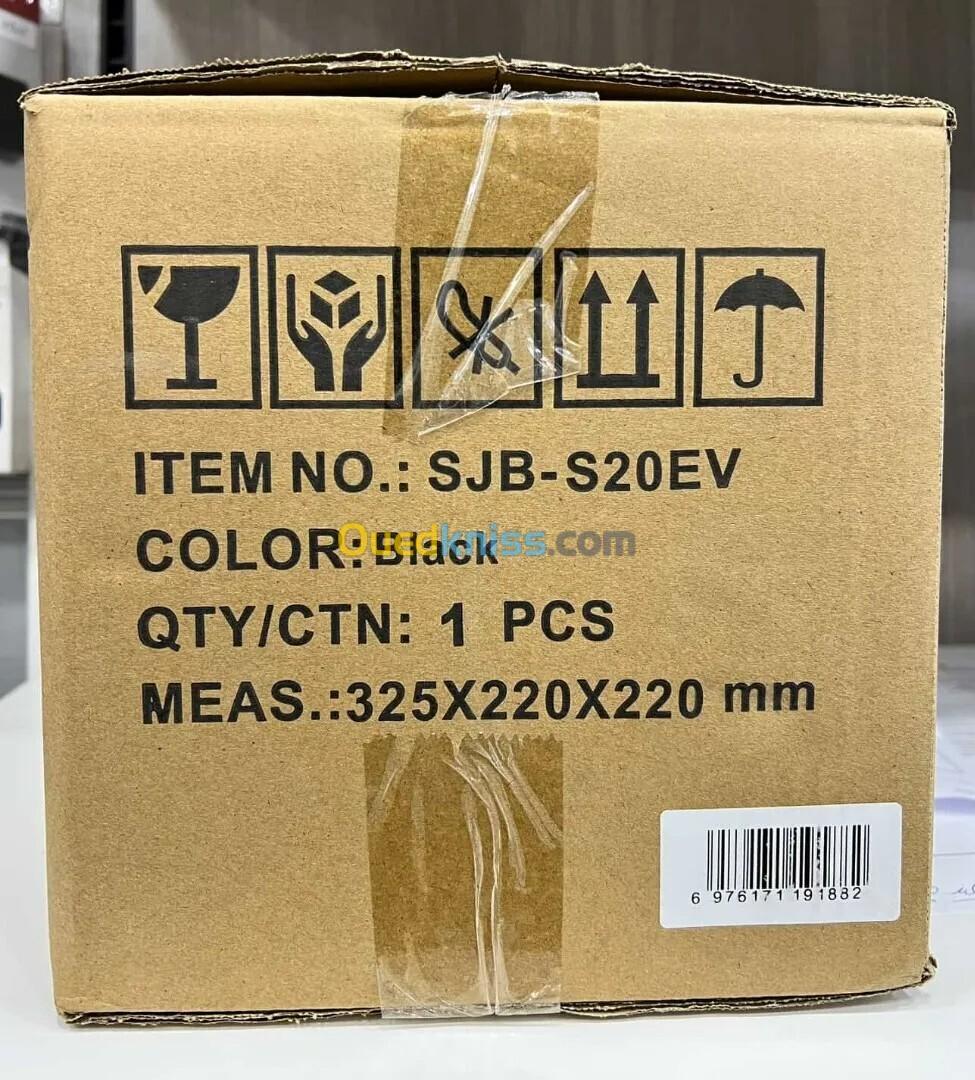 ITEM NO.: SJB-S20EV
COLOR:Black
Ouedkniss.com
QTY/CTN: 1 PCS
MEAS.:325X220X220 mm
6 976171 191882